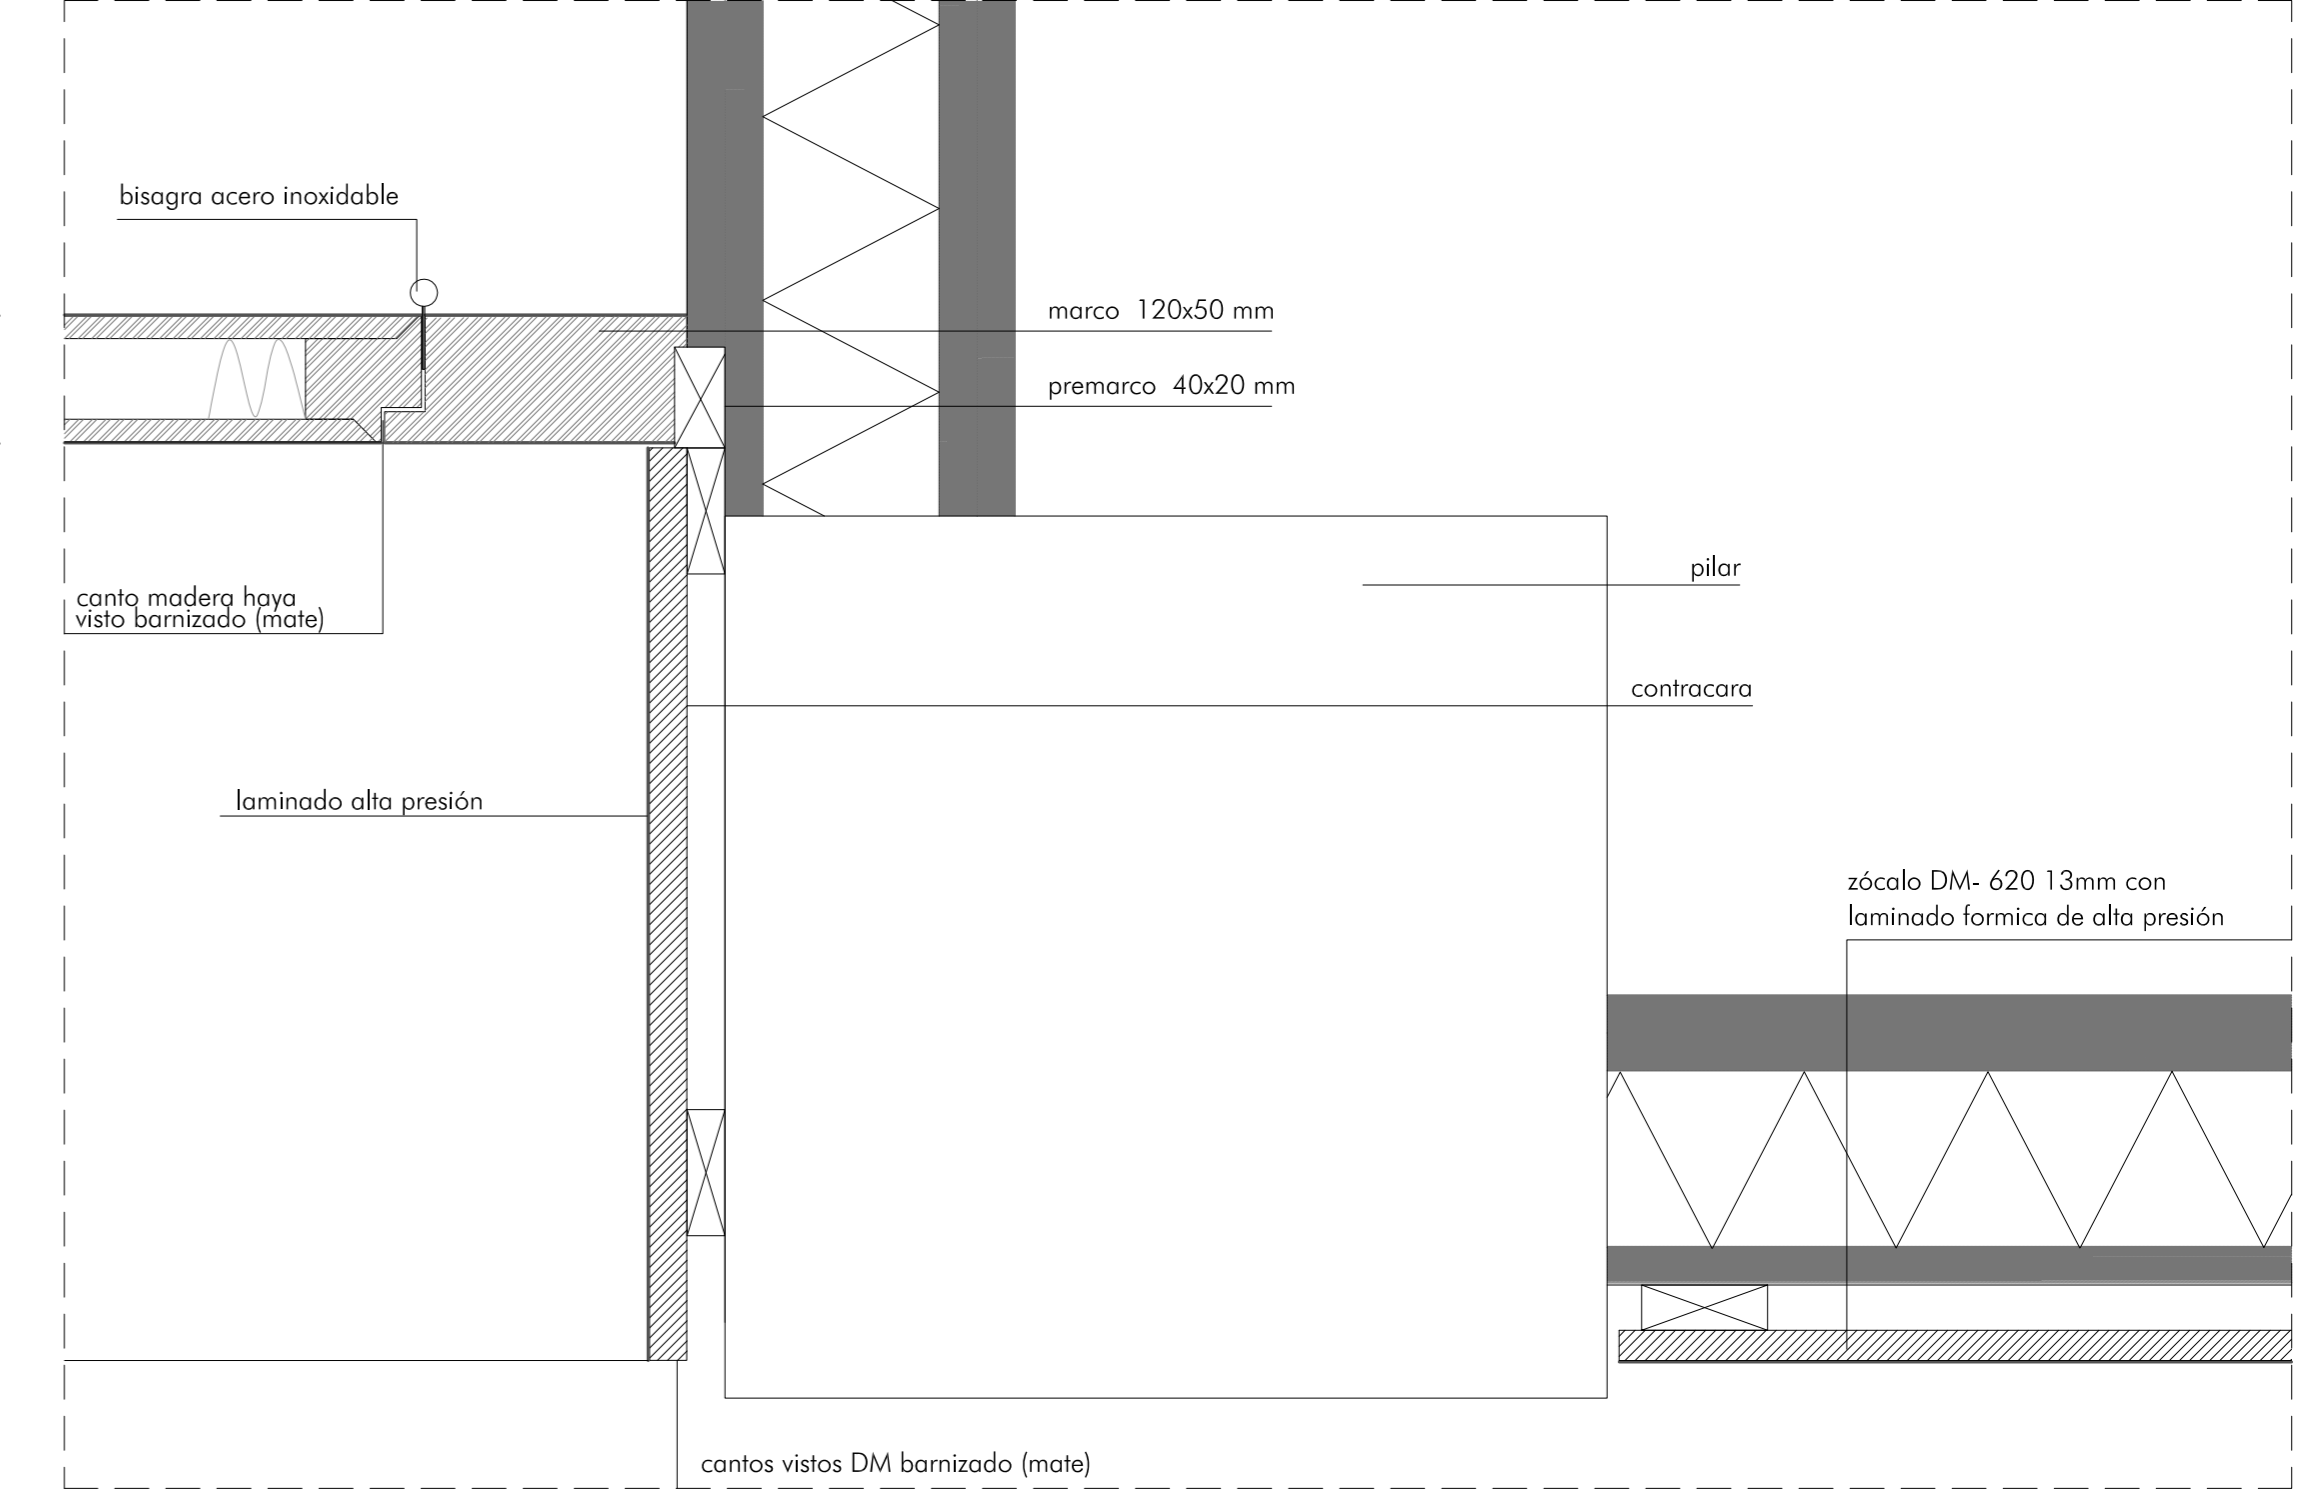 bisagra acero inoxidable
marco 120x50 mm
premarco 40x20 mm
pilar
canto madera haya
visto barnizado (mate)
contracara
laminado alta presión
zócalo DM- 620 13mm con
laminado formica de alta presión
cantos vistos DM barnizado (mate)